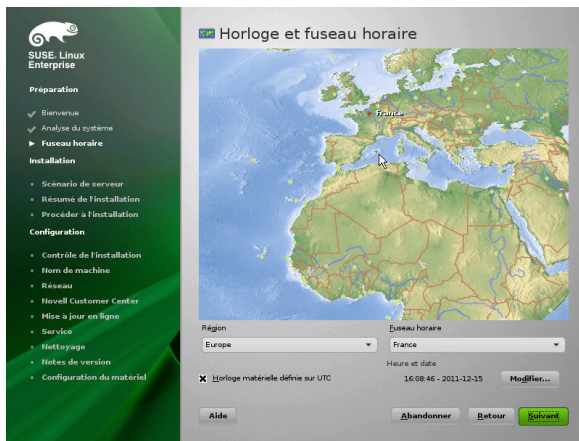 SUSE. Linux
Enterprise
Préparation
Bienvenue
Analyse du système
Fuseau horaire
Installation
Scénario de serveur
Résumé de l'installation
Procéder à l'installation
Configuration
Contrôle de l'installation
Nom de machine
Réseau
Novell Customer Center
Mise à jour en ligne
Service
Nettoyage
Notes de version
Configuration du matériel
Horloge et fuseau horaire
France
Région
Fuseau horaire
Europe
France
Heure et date
Horloge matérielle définie sur UTC
16:08:46 - 2011-12-15
Modifier...
Aide
Abandonner
Retour
Suivant